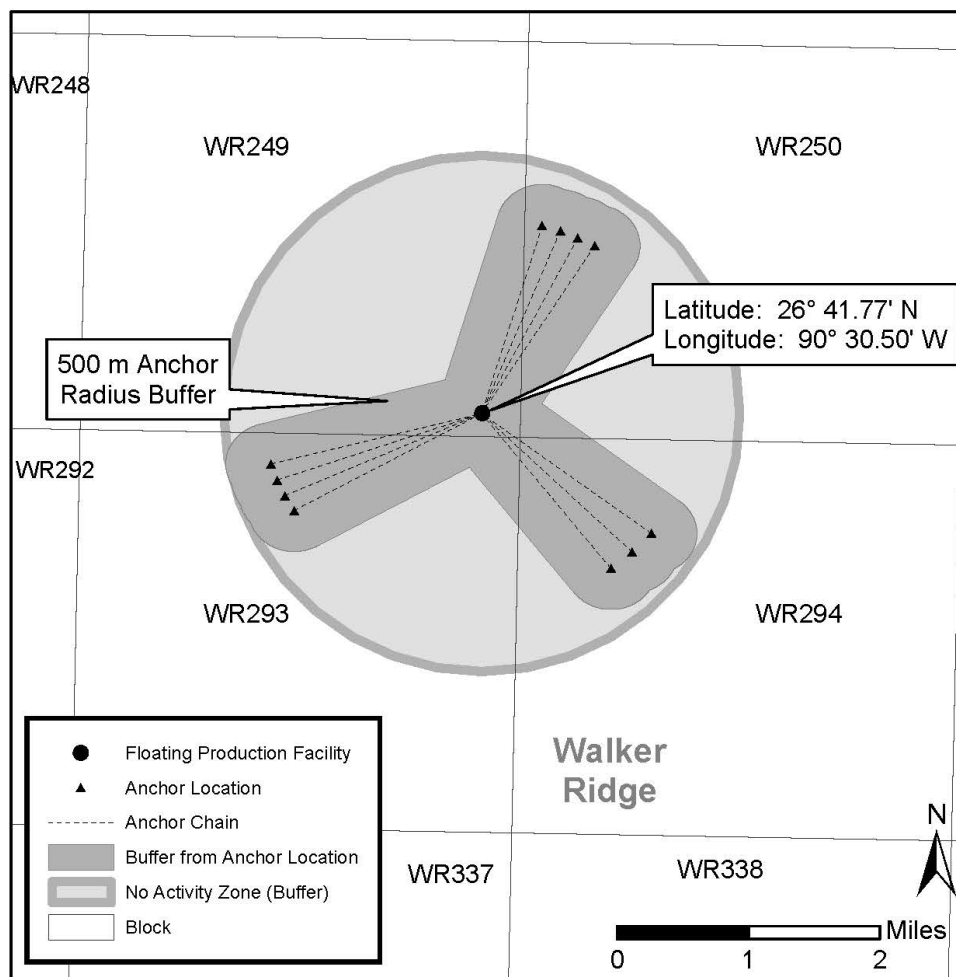 WR248
WR249
WR250
Latitude:  26° 41.77' N
Longitude:  90° 30.50' W
500 m Anchor
Radius Buffer
WR292
WR293
WR294
Walker
Ridge
Floating Production Facility
Anchor Location
Anchor Chain
Buffer from Anchor Location
No Activity Zone (Buffer)
Block
WR337
WR338
N
Miles
0 1 2